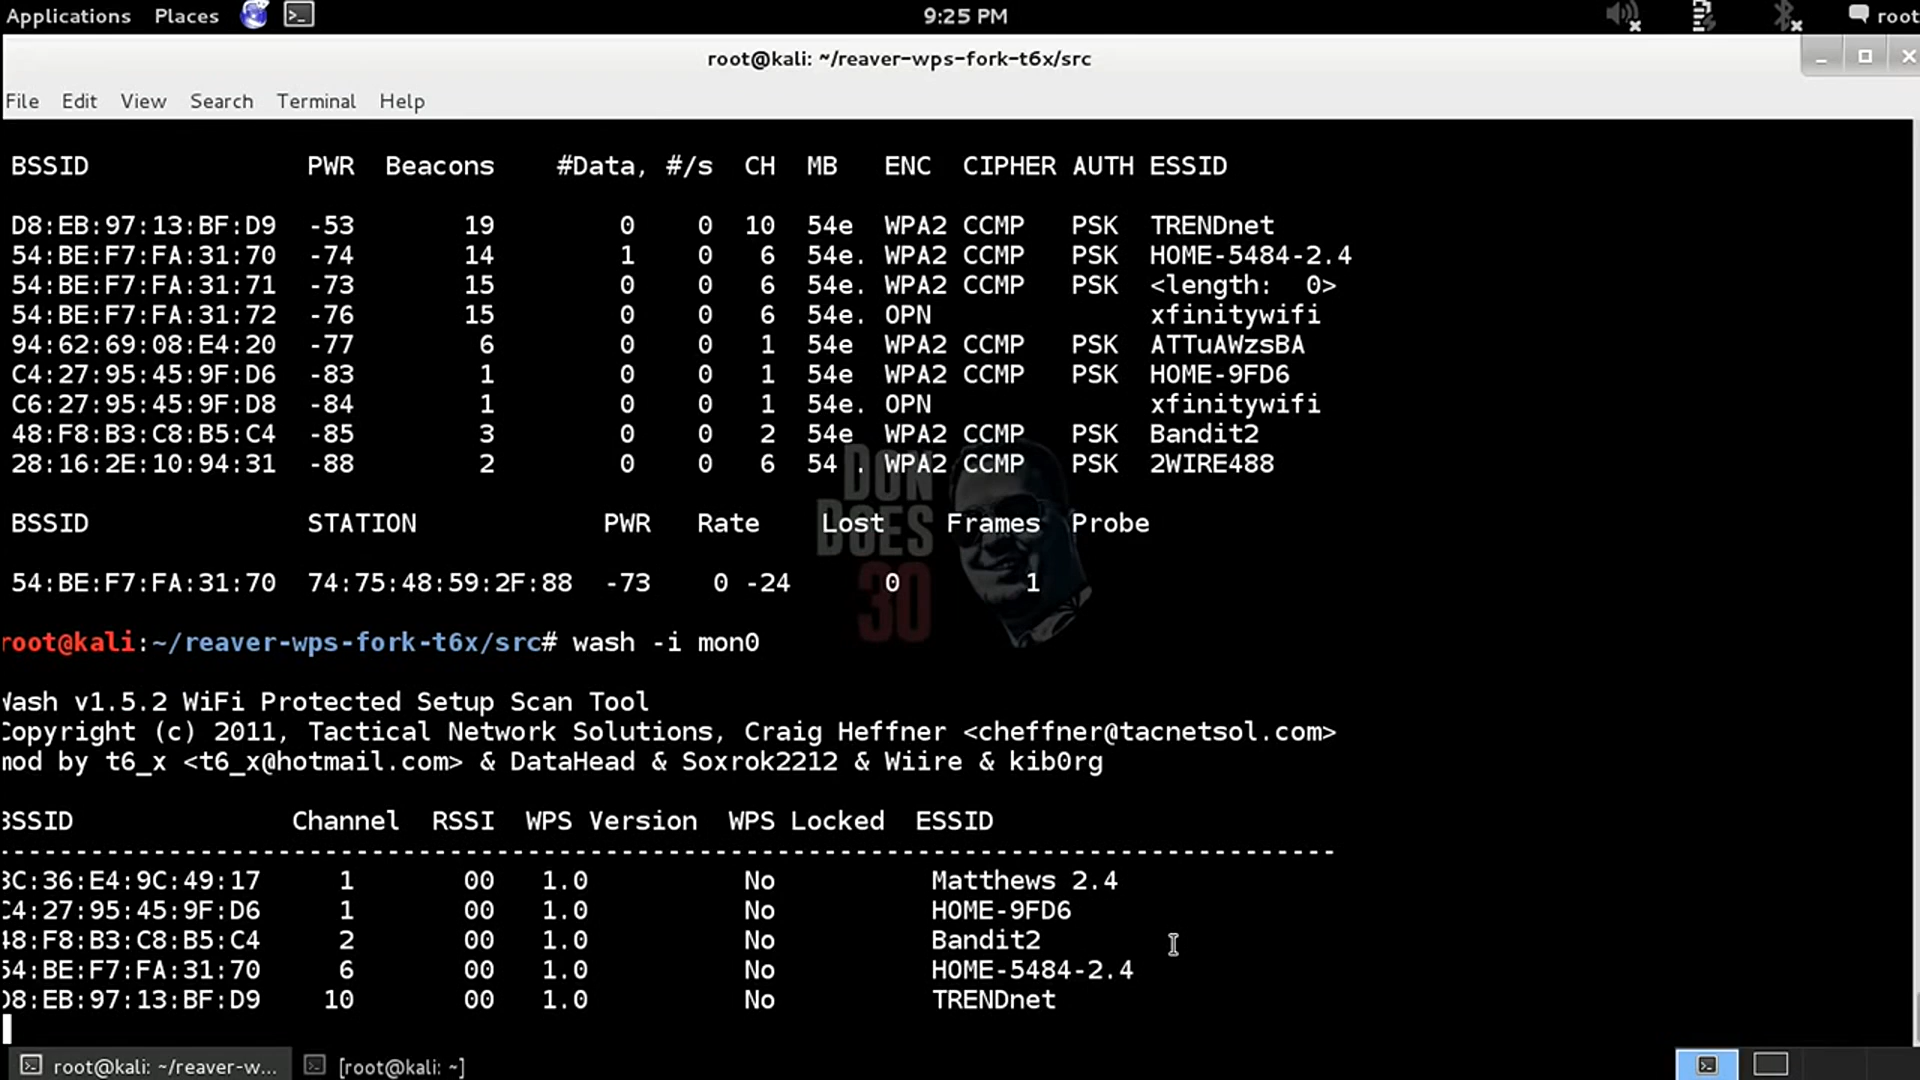 Applications Places 9:25 PM root
root@kali: ~/reaver-wps-fork-t6x/src
File Edit View Search Terminal Help
BSSID PWR Beacons #Data, #/s CH MB ENC CIPHER AUTH ESSID
D8:EB:97:13:BF:D9 -53 19 0 0 10 54e WPA2 CCMP PSK TRENDnet
54:BE:F7:FA:31:70 -74 14 1 0 6 54e. WPA2 CCMP PSK HOME-5484-2.4
54:BE:F7:FA:31:71 -73 15 0 0 6 54e. WPA2 CCMP PSK <length: 0>
54:BE:F7:FA:31:72 -76 15 0 0 6 54e. OPN xfinitywifi
94:62:69:08:E4:20 -77 6 0 0 1 54e WPA2 CCMP PSK ATTuAWzsBA
C4:27:95:45:9F:D6 -83 1 0 0 1 54e WPA2 CCMP PSK HOME-9FD6
C6:27:95:45:9F:D8 -84 1 0 0 1 54e. OPN xfinitywifi
48:F8:B3:C8:B5:C4 -85 3 0 0 2 54e WPA2 CCMP PSK Bandit2
28:16:2E:10:94:31 -88 2 0 0 6 54 . WPA2 CCMP PSK 2WIRE488
DON
DOES
30
BSSID STATION PWR Rate Lost Frames Probe
54:BE:F7:FA:31:70 74:75:48:59:2F:88 -73 0 -24 0 1
root@kali:~/reaver-wps-fork-t6x/src# wash -i mon0
Wash v1.5.2 WiFi Protected Setup Scan Tool
Copyright (c) 2011, Tactical Network Solutions, Craig Heffner <cheffner@tacnetsol.com>
mod by t6_x <t6_x@hotmail.com> & DataHead & Soxrok2212 & Wiire & kib0rg
BSSID Channel RSSI WPS Version WPS Locked ESSID
---------------------------------------------------------------------------------------
8C:36:E4:9C:49:17 1 00 1.0 No Matthews 2.4
C4:27:95:45:9F:D6 1 00 1.0 No HOME-9FD6
48:F8:B3:C8:B5:C4 2 00 1.0 No Bandit2
54:BE:F7:FA:31:70 6 00 1.0 No HOME-5484-2.4
D8:EB:97:13:BF:D9 10 00 1.0 No TRENDnet
root@kali: ~/reaver-w... [root@kali: ~]